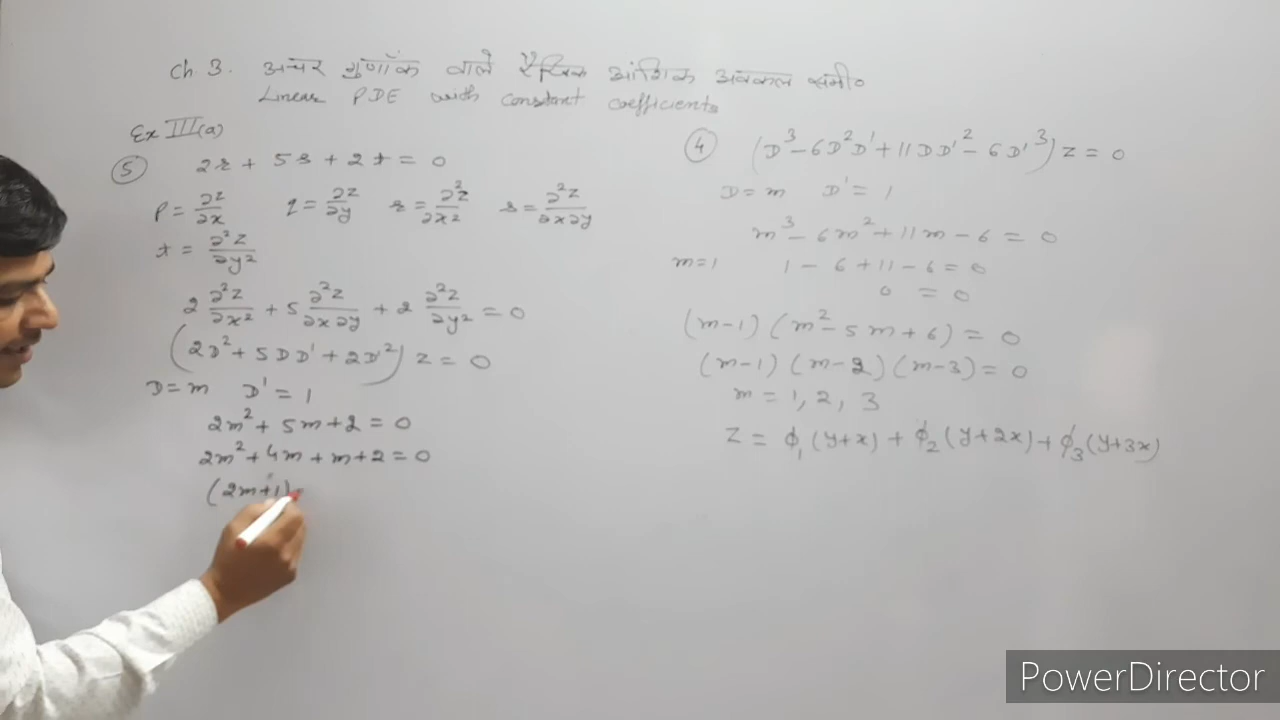 Ch 3. अचर गुणांक वाले रैखिक आंशिक अवकल समी०
Linear PDE with constant coefficients
Ex III(a)
(5) 2r + 5s + 2t = 0
p = ∂z/∂x q = ∂z/∂y r = ∂²z/∂x² s = ∂²z/∂x∂y
t = ∂²z/∂y²
2 ∂²z/∂x² + 5 ∂²z/∂x∂y + 2 ∂²z/∂y² = 0
(2D² + 5DD' + 2D'²) z = 0
D = m D' = 1
2m² + 5m + 2 = 0
2m² + 4m + m + 2 = 0
(2m+1)
(4) (D³ - 6D²D' + 11DD'² - 6D'³) z = 0
D = m D' = 1
m³ - 6m² + 11m - 6 = 0
m=1 1 - 6 + 11 - 6 = 0
0 = 0
(m-1) (m² - 5m + 6) = 0
(m-1) (m-2) (m-3) = 0
m = 1, 2, 3
z = ϕ₁(y+x) + ϕ₂(y+2x) + ϕ₃(y+3x)
PowerDirector